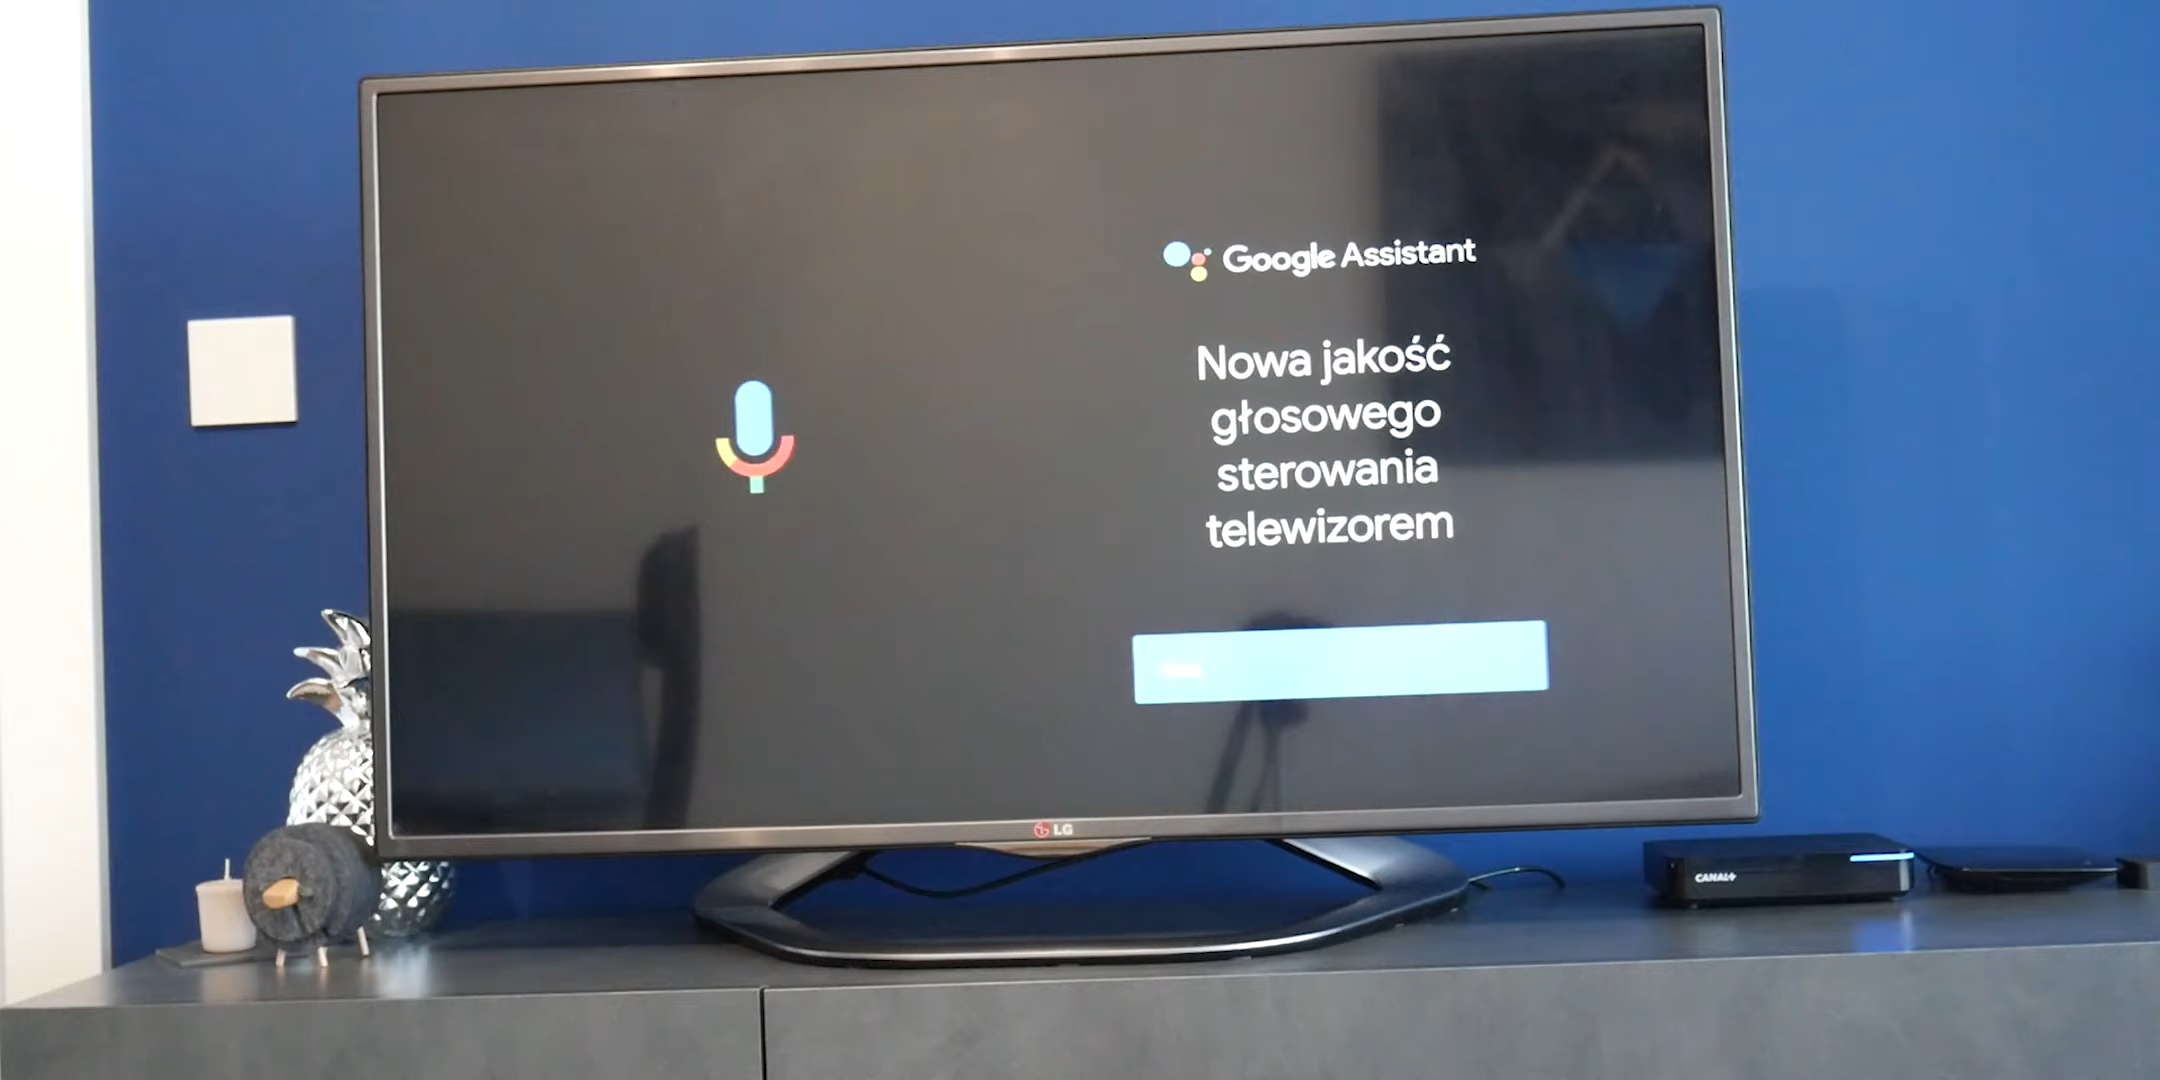 Google Assistant
Nowa jakość
głosowego
sterowania
telewizorem
LG
CANAL+